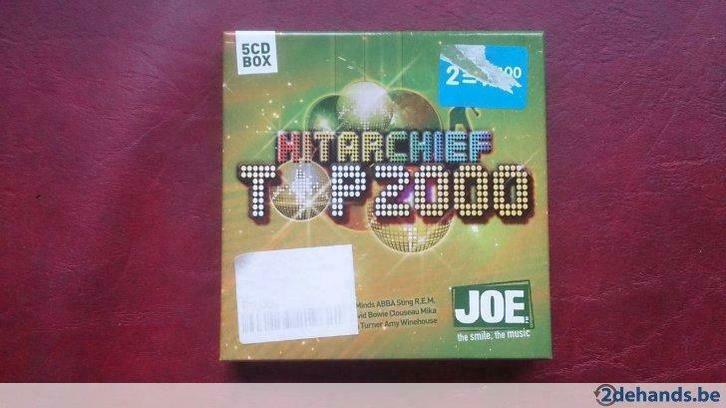 5CD
BOX
2=
HITARCHIEF
TOP2000
Minds ABBA Sting R.E.M.
Bowie Clouseau Mika
Turner Amy Winehouse
JOE
FM
the smile, the music
2dehands.be